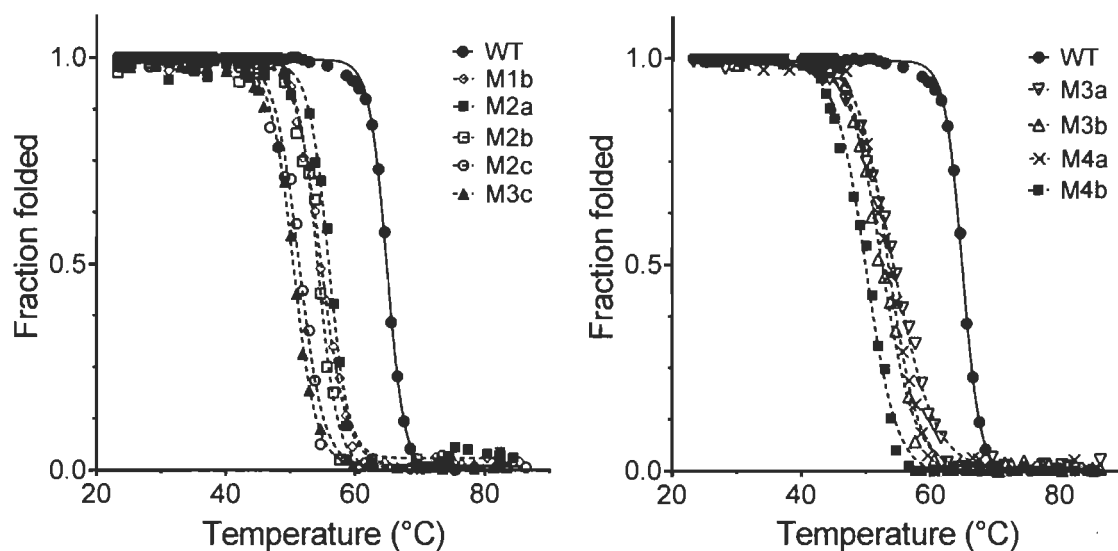 1.0
0.5
0.0
Fraction folded
20
40
60
80
Temperature (°C)
WT
M1b
M2a
M2b
M2c
M3c
1.0
0.5
0.0
Fraction folded
20
40
60
80
Temperature (°C)
WT
M3a
M3b
M4a
M4b